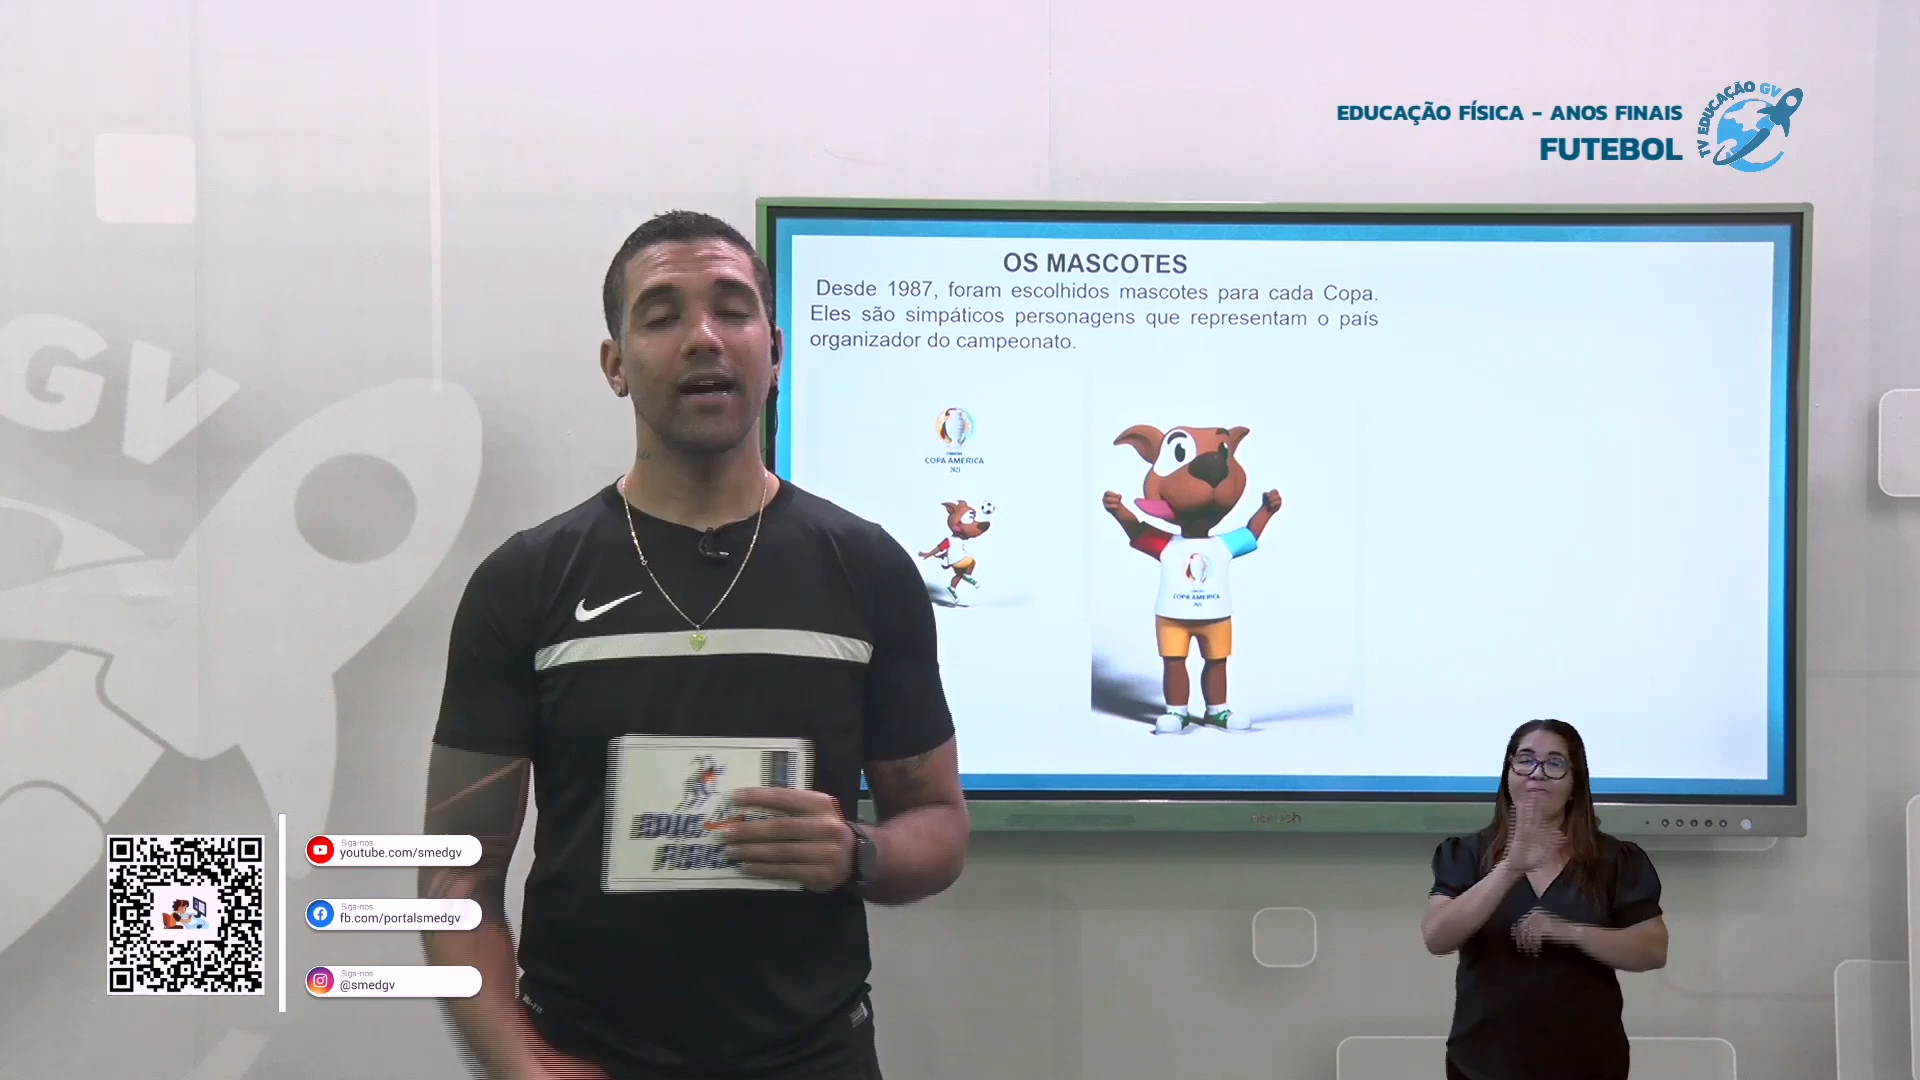 EDUCAÇÃO FÍSICA - ANOS FINAIS
FUTEBOL
TV EDUCAÇÃO GV
OS MASCOTES
Desde 1987, foram escolhidos mascotes para cada Copa.
Eles são simpáticos personagens que representam o país
organizador do campeonato.
COPA AMERICA
2021
COPA AMERICA
2021
GV
Siga-nos
youtube.com/smedgv
Siga-nos
fb.com/portalsmedgv
Siga-nos
@smedgv